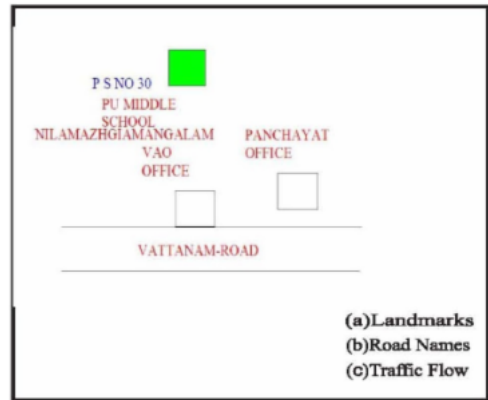 P S NO 30
PU MIDDLE
SCHOOL
NILAMAZHGIAMANGALAM
VAO
OFFICE
PANCHAYAT
OFFICE
VATTANAM-ROAD
(a)Landmarks
(b)Road Names
(c)Traffic Flow